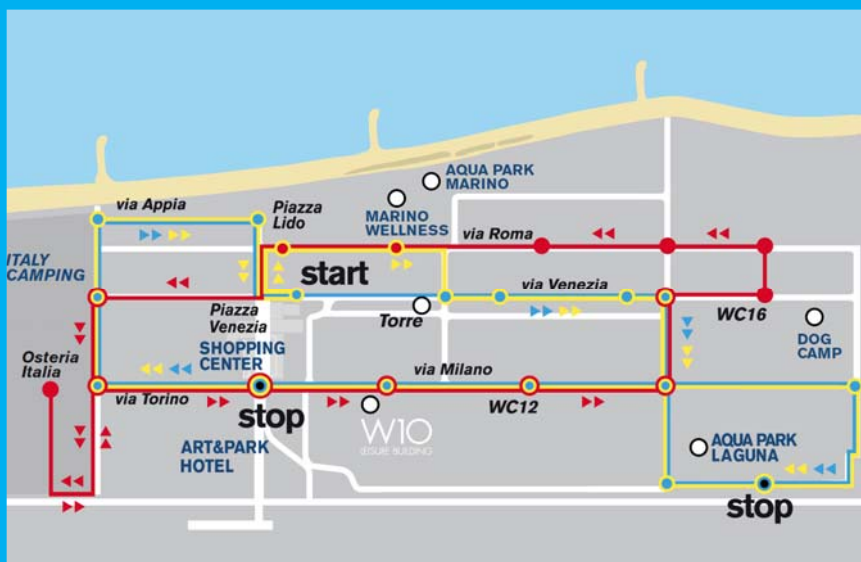 AQUA PARK
MARINO
via Appia
Piazza
Lido
MARINO
WELLNESS
via Roma
ITALY
CAMPING
start
via Venezia
Piazza
Venezia
Torre
WC16
Osteria
Italia
SHOPPING
CENTER
DOG
CAMP
via Milano
via Torino
stop
WC12
W10
LEISURE BUILDING
ART&PARK
HOTEL
AQUA PARK
LAGUNA
stop